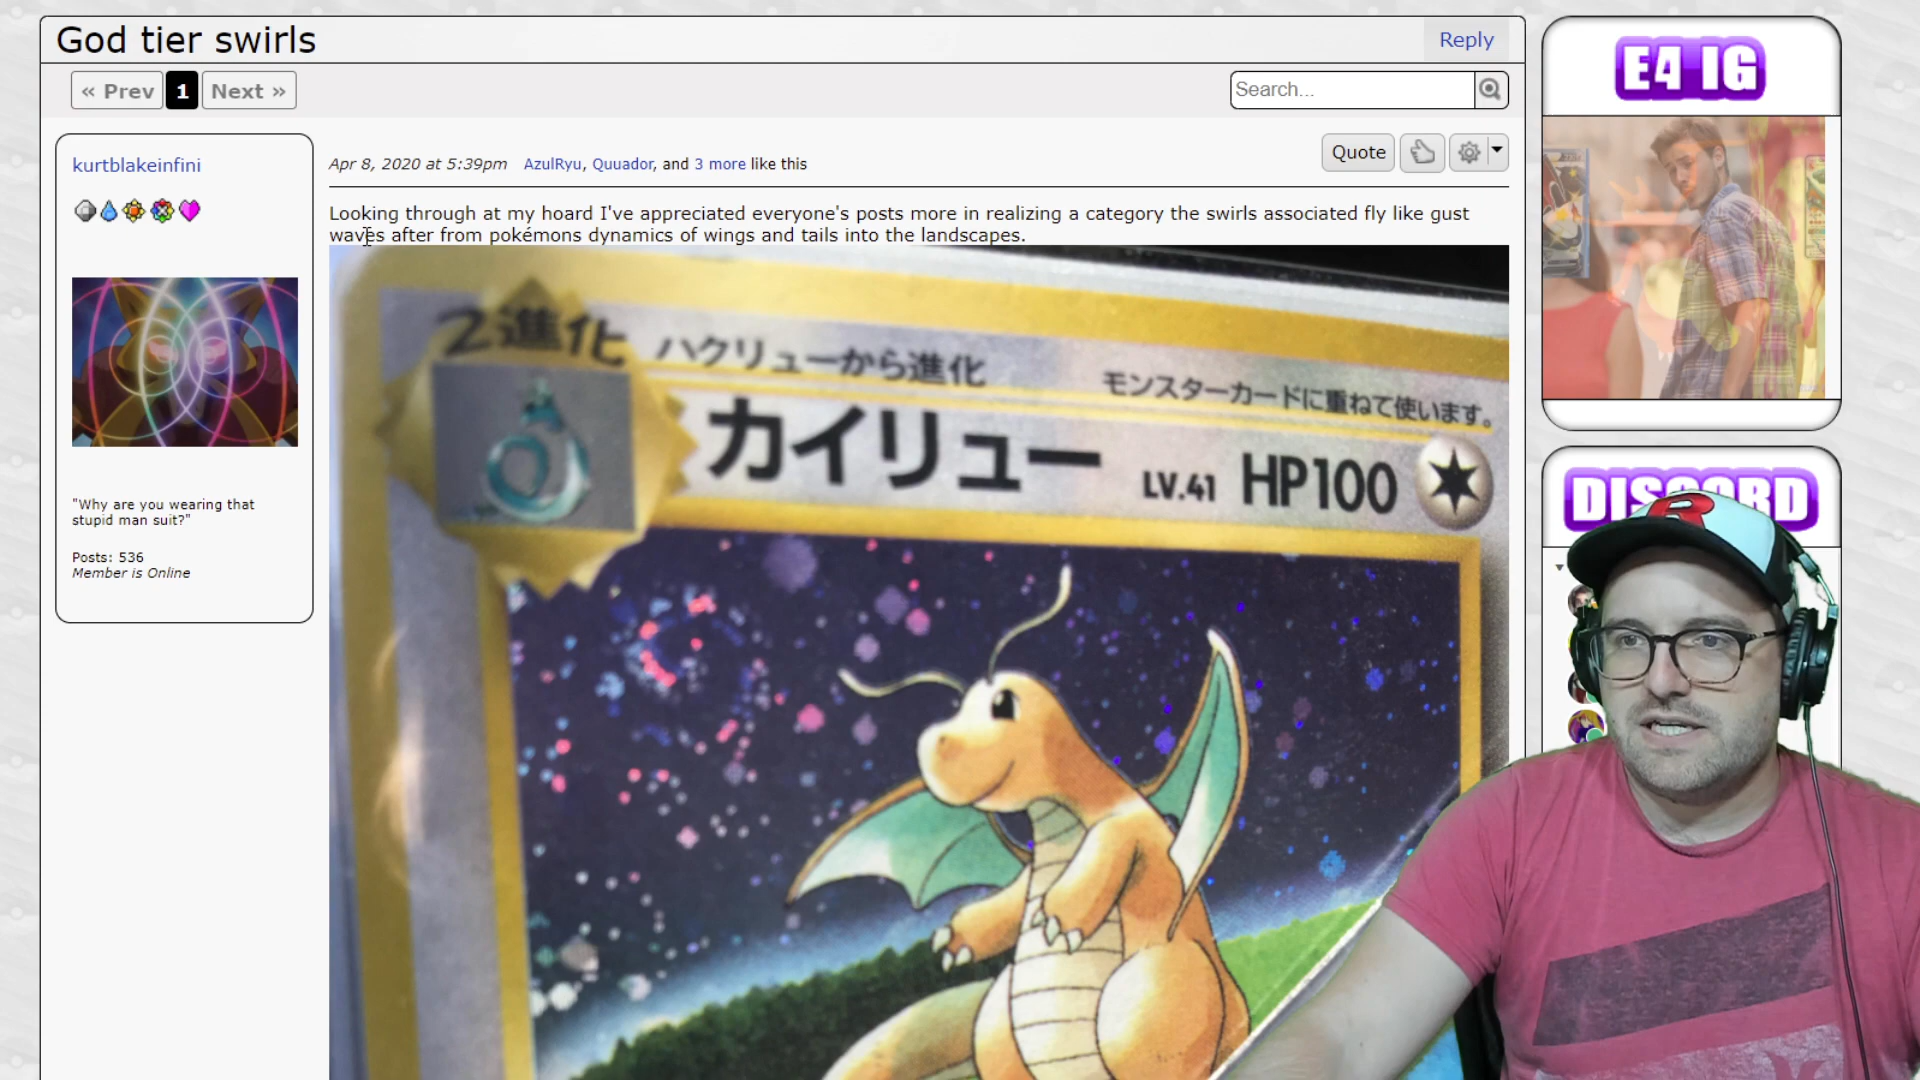 God tier swirls
Reply
« Prev 1 Next »
Search...
kurtblakeinfini
Apr 8, 2020 at 5:39pm AzulRyu, Quuador, and 3 more like this
Quote
Looking through at my hoard I've appreciated everyone's posts more in realizing a category the swirls associated fly like gust
waves after from pokémons dynamics of wings and tails into the landscapes.
"Why are you wearing that
stupid man suit?"
Posts: 536
Member is Online
2進化
ハクリューから進化
モンスターカードに重ねて使います。
カイリュー LV.41 HP100
E4 IG
DISCORD
R